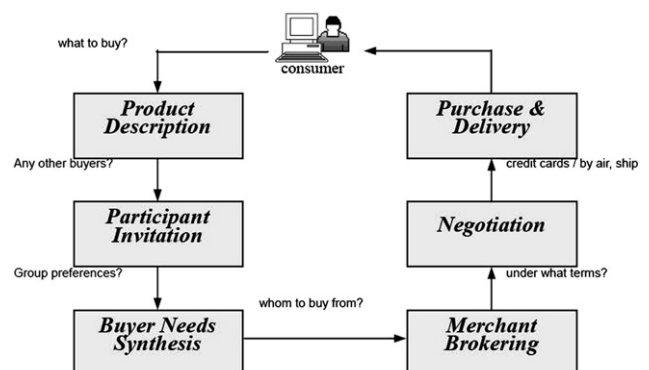 what to buy?
consumer
Product
Description
Purchase &
Delivery
Any other buyers?
credit cards / by air, ship
Participant
Invitation
Negotiation
Group preferences?
under what terms?
whom to buy from?
Buyer Needs
Synthesis
Merchant
Brokering